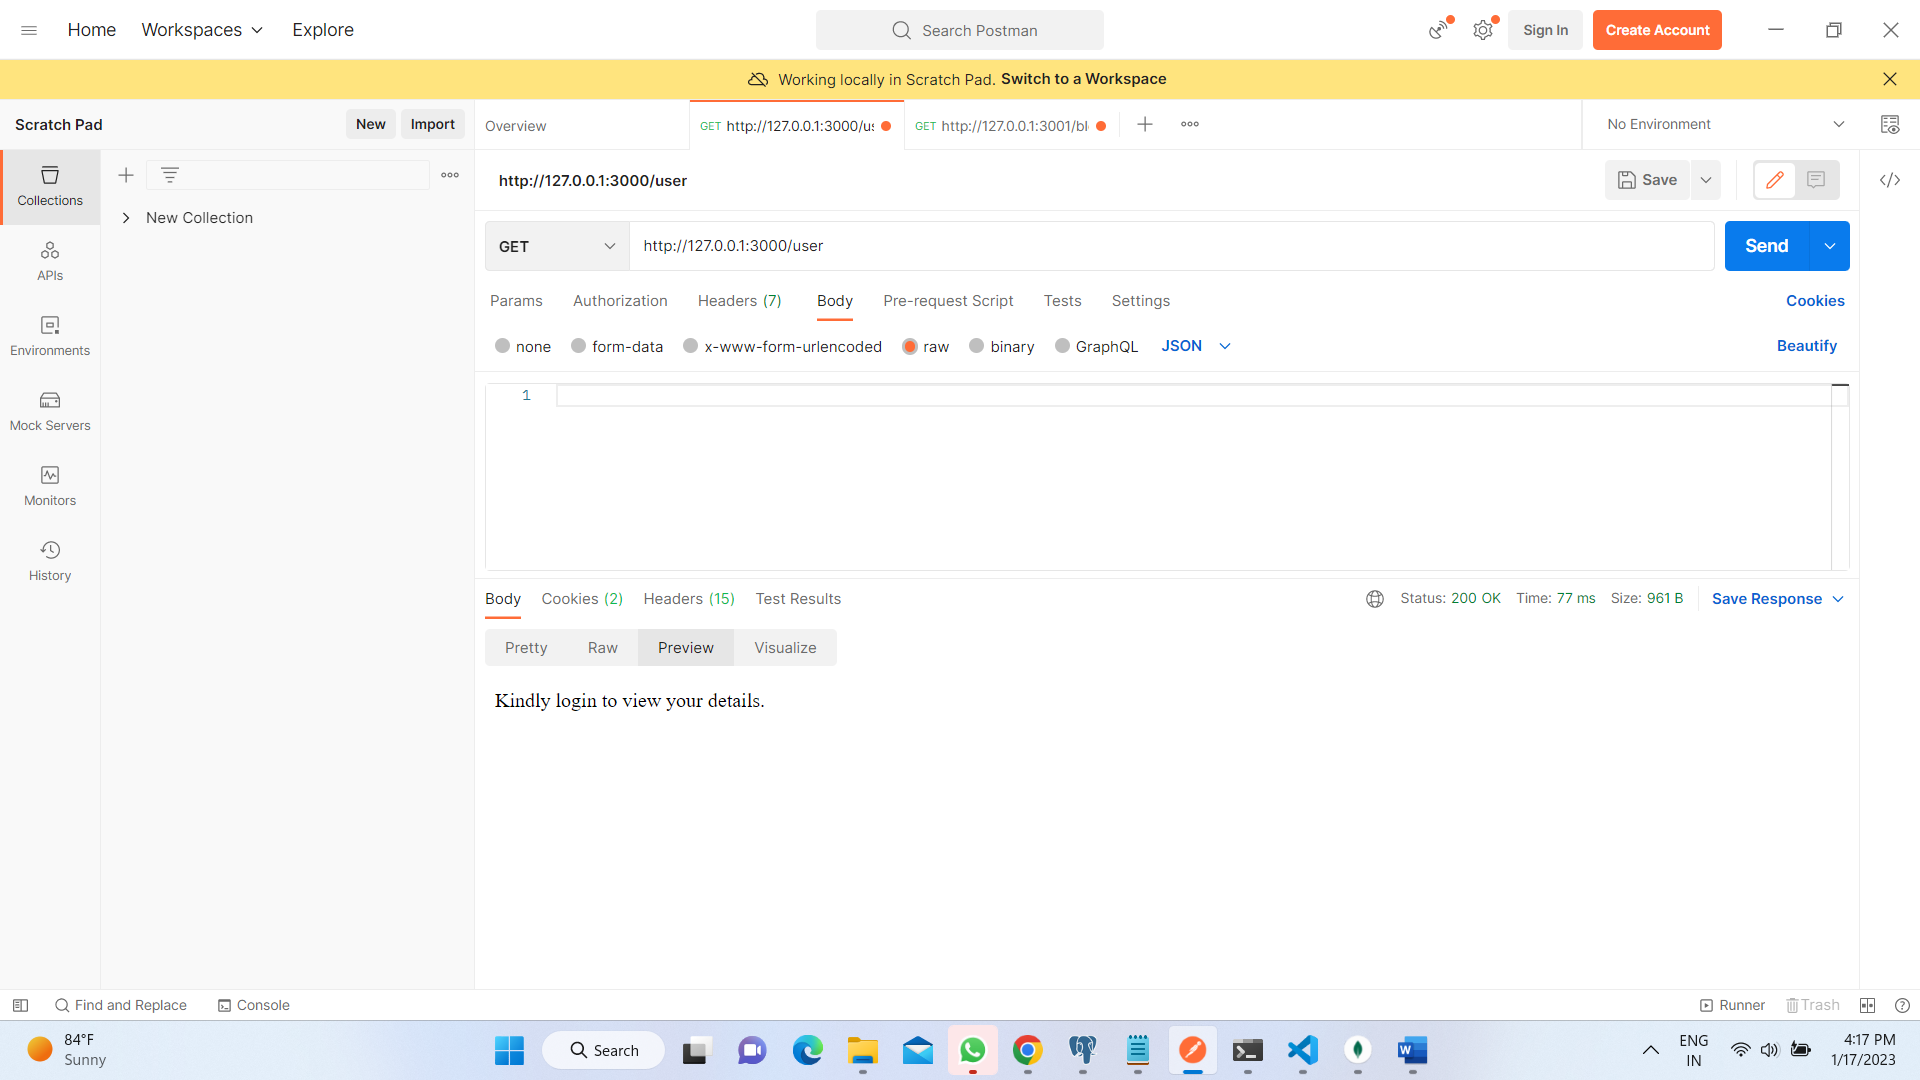 Home Workspaces Explore Search Postman Sign In Create Account
Working locally in Scratch Pad. Switch to a Workspace
Scratch Pad New Import Overview GET http://127.0.0.1:3000/us GET http://127.0.0.1:3001/bl No Environment
Collections
New Collection
APIs
Environments
Mock Servers
Monitors
History
http://127.0.0.1:3000/user Save
GET http://127.0.0.1:3000/user Send
Params Authorization Headers (7) Body Pre-request Script Tests Settings Cookies
none form-data x-www-form-urlencoded raw binary GraphQL JSON Beautify
1
Body Cookies (2) Headers (15) Test Results Status: 200 OK Time: 77 ms Size: 961 B Save Response
Pretty Raw Preview Visualize
Kindly login to view your details.
Find and Replace Console Runner Trash
84°F
Sunny
Search
ENG
IN
4:17 PM
1/17/2023